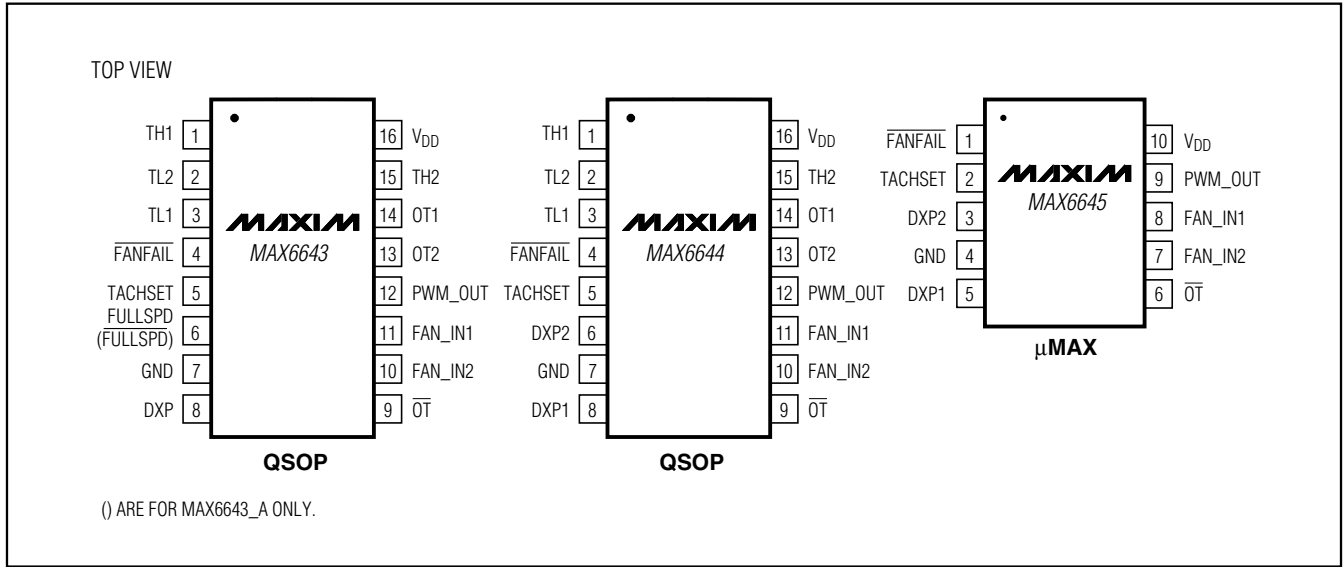 TOP VIEW
TH1 1
TL2 2
TL1 3
FANFAIL 4
TACHSET 5
FULLSPD
(FULLSPD) 6
GND 7
DXP 8
16 VDD
15 TH2
14 OT1
13 OT2
12 PWM_OUT
11 FAN_IN1
10 FAN_IN2
9 OT
MAXIM
MAX6643
QSOP
TH1 1
TL2 2
TL1 3
FANFAIL 4
TACHSET 5
DXP2 6
GND 7
DXP1 8
16 VDD
15 TH2
14 OT1
13 OT2
12 PWM_OUT
11 FAN_IN1
10 FAN_IN2
9 OT
MAXIM
MAX6644
QSOP
FANFAIL 1
TACHSET 2
DXP2 3
GND 4
DXP1 5
10 VDD
9 PWM_OUT
8 FAN_IN1
7 FAN_IN2
6 OT
MAXIM
MAX6645
μMAX
() ARE FOR MAX6643_A ONLY.